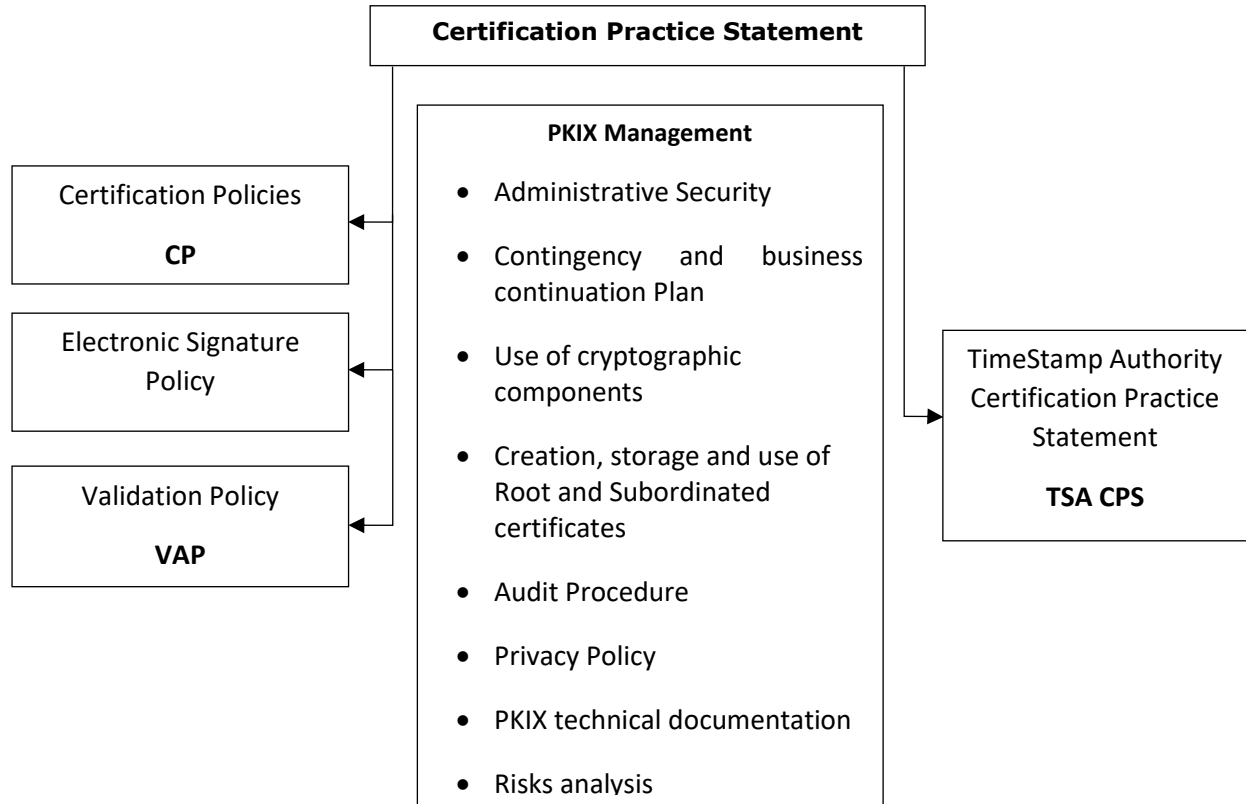 Certification Practice Statement
Certification Policies
CP
Electronic Signature
Policy
Validation Policy
VAP
PKIX Management
• Administrative Security
• Contingency and business
continuation Plan
• Use of cryptographic
components
• Creation, storage and use of
Root and Subordinated
certificates
• Audit Procedure
• Privacy Policy
• PKIX technical documentation
• Risks analysis
TimeStamp Authority
Certification Practice
Statement
TSA CPS